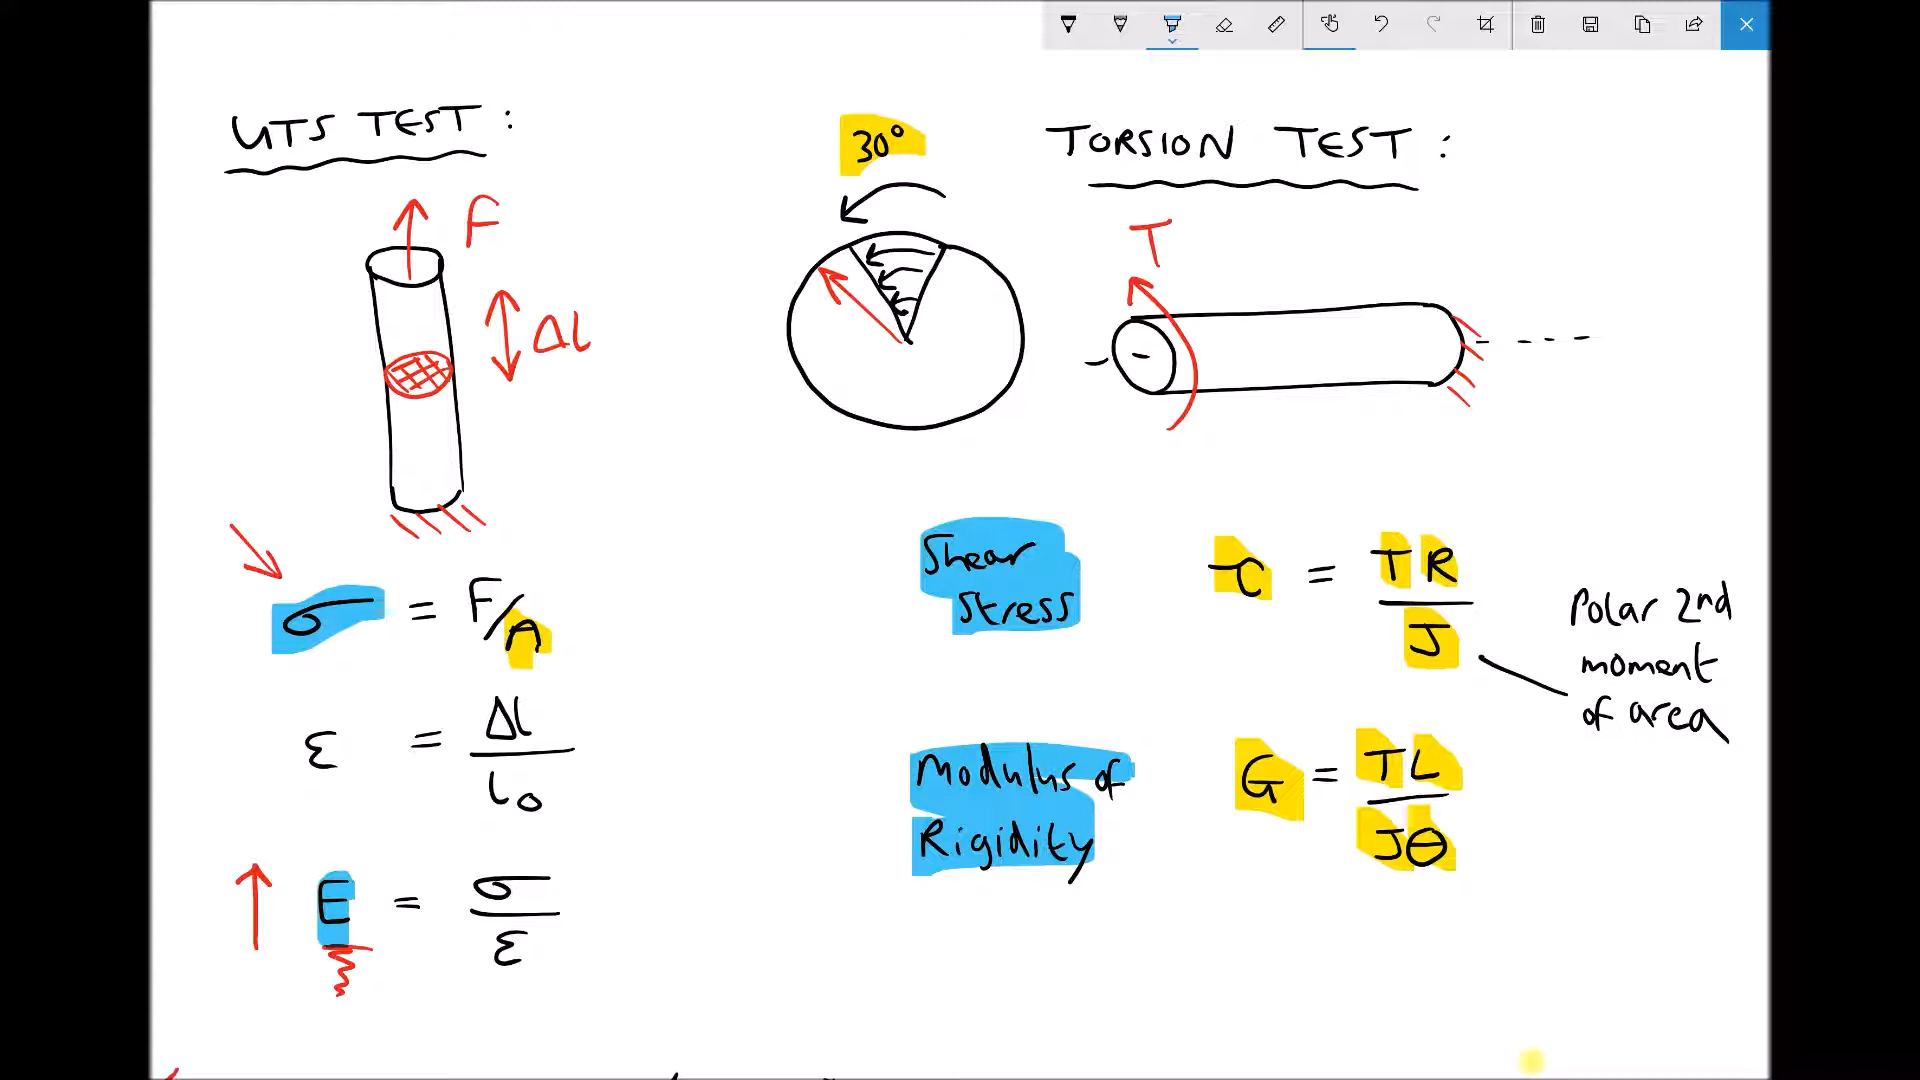 UTS TEST :
F
Δl
σ = F/A
ε = Δl / l₀
E = σ / ε
30°
TORSION TEST :
T
Shear
Stress
τ = TR / J
Polar 2nd
moment
of area
Modulus of
Rigidity
G = TL / Jθ